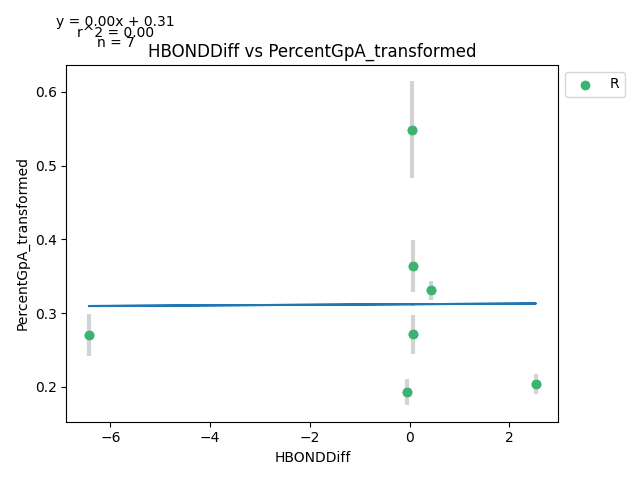 y = 0.00x + 0.31
r^2 = 0.00
n = 7
HBONDDiff vs PercentGpA_transformed
R
0.6
0.5
0.4
0.3
0.2
PercentGpA_transformed
−6
−4
−2
0
2
HBONDDiff